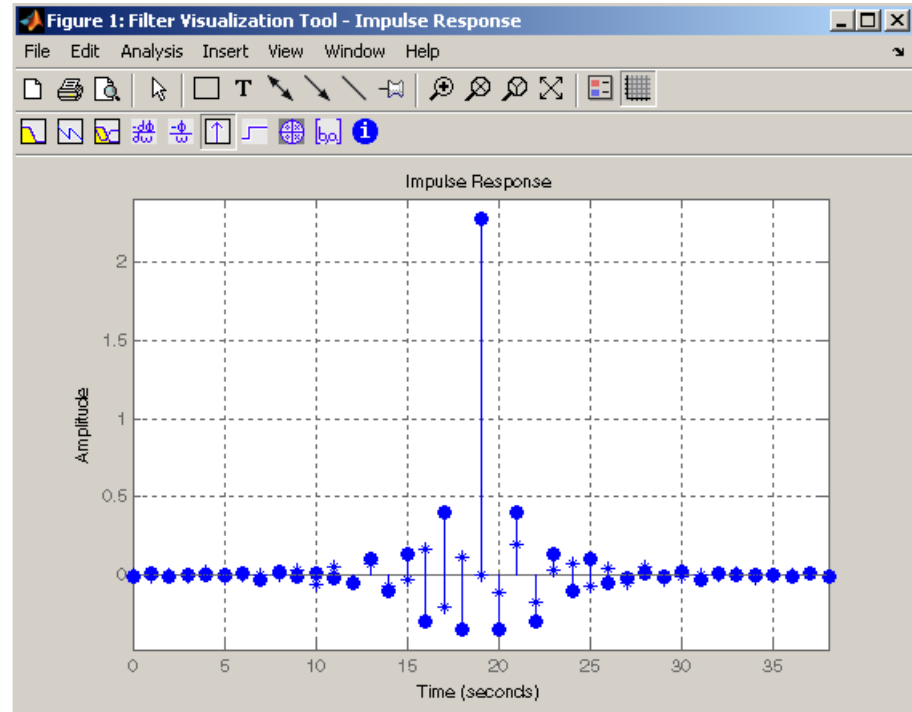 Figure 1: Filter Visualization Tool - Impulse Response
File Edit Analysis Insert View Window Help
T
[b,a] i
Impulse Response
2
1.5
1
0.5
0
Amplitude
0 5 10 15 20 25 30 35
Time (seconds)